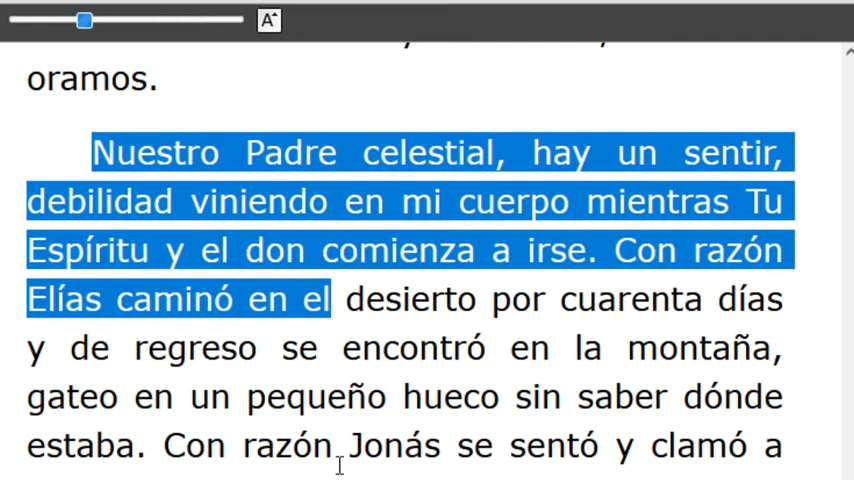 A
oramos.
Nuestro Padre celestial, hay un sentir,
debilidad viniendo en mi cuerpo mientras Tu
Espíritu y el don comienza a irse. Con razón
Elías caminó en el desierto por cuarenta días
y de regreso se encontró en la montaña,
gateo en un pequeño hueco sin saber dónde
estaba. Con razón Jonás se sentó y clamó a